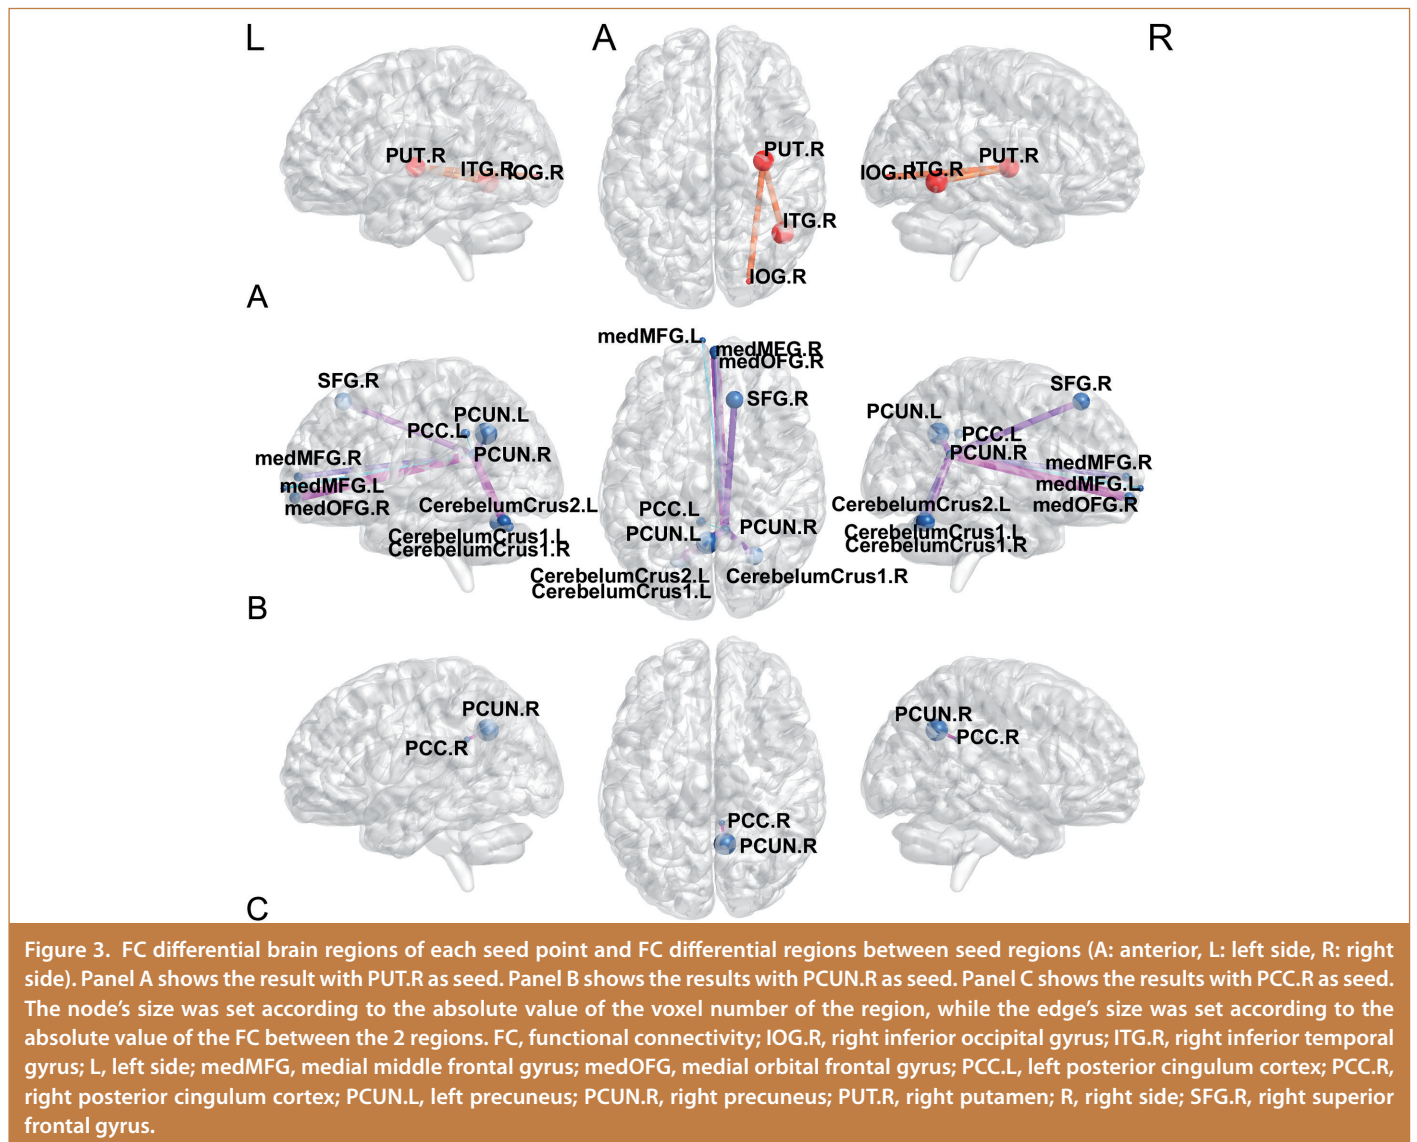 L
A
R
PUT.R
ITG.R
IOG.R
PUT.R
ITG.R
IOG.R
IOG.R
ITG.R
PUT.R
A
SFG.R
PCUN.L
PCC.L
PCUN.R
medMFG.R
medMFG.L
medOFG.R
CerebelumCrus2.L
CerebelumCrus1.L
CerebelumCrus1.R
medMFG.L
medMFG.R
medOFG.R
SFG.R
PCC.L
PCUN.L
PCUN.R
CerebelumCrus2.L
CerebelumCrus1.R
CerebelumCrus1.L
SFG.R
PCUN.L
PCC.L
PCUN.R
medMFG.R
medMFG.L
medOFG.R
CerebelumCrus2.L
CerebelumCrus1.L
CerebelumCrus1.R
B
PCUN.R
PCC.R
PCC.R
PCUN.R
PCUN.R
PCC.R
C
Figure 3. FC differential brain regions of each seed point and FC differential regions between seed regions (A: anterior, L: left side, R: right
side). Panel A shows the result with PUT.R as seed. Panel B shows the results with PCUN.R as seed. Panel C shows the results with PCC.R as seed.
The node's size was set according to the absolute value of the voxel number of the region, while the edge's size was set according to the
absolute value of the FC between the 2 regions. FC, functional connectivity; IOG.R, right inferior occipital gyrus; ITG.R, right inferior temporal
gyrus; L, left side; medMFG, medial middle frontal gyrus; medOFG, medial orbital frontal gyrus; PCC.L, left posterior cingulum cortex; PCC.R,
right posterior cingulum cortex; PCUN.L, left precuneus; PCUN.R, right precuneus; PUT.R, right putamen; R, right side; SFG.R, right superior
frontal gyrus.